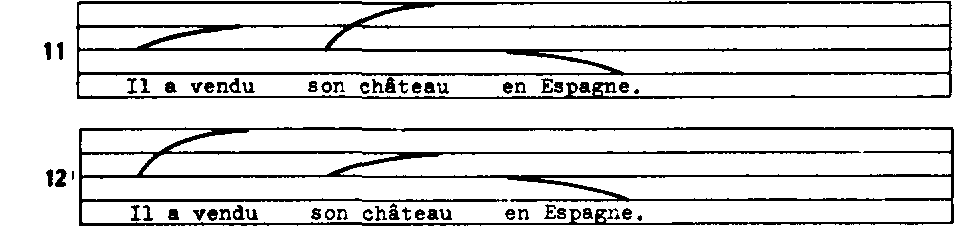 11
Il a vendu son château en Espagne.
12'
Il a vendu son château en Espagne.